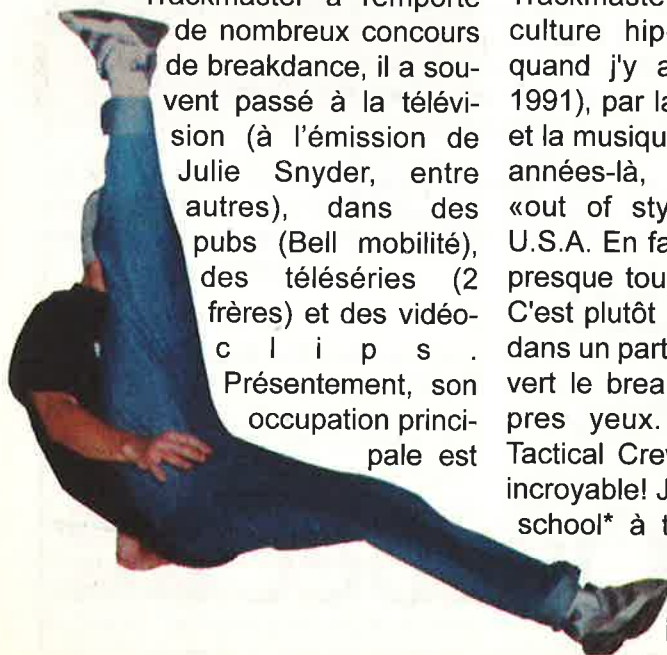 Trackmaster a remporté
de nombreux concours
de breakdance, il a sou-
vent passé à la télévi-
sion (à l'émission de
Julie Snyder, entre
autres), dans des
pubs (Bell mobilité),
des téléséries (2
frères) et des vidéo-
c l i p s .
Présentement, son
occupation princi-
pale est
culture hip-
quand j'y a
1991), par la
et la musiqu
années-là,
«out of sty
U.S.A. En fa
presque tou
C'est plutôt
dans un part
vert le brea
pres yeux.
Tactical Cre
incroyable! J
school* à t